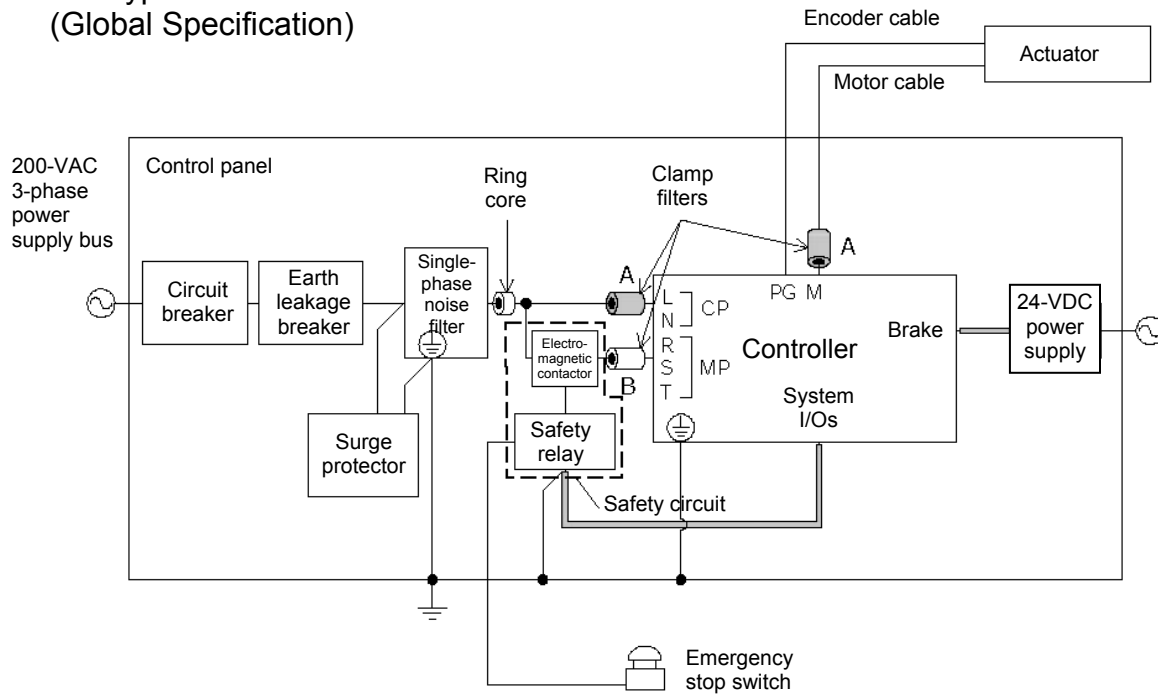 (Global Specification)
Encoder cable
Actuator
Motor cable
200-VAC
3-phase
power
supply bus
Control panel
Ring
core
Clamp
filters
A
Circuit
breaker
Earth
leakage
breaker
Single-
phase
noise
filter
A
L
N
CP
PG M
Brake
24-VDC
power
supply
Electro-
magnetic
contactor
B
R
S
T
MP
Controller
System
I/Os
Surge
protector
Safety
relay
Safety circuit
Emergency
stop switch